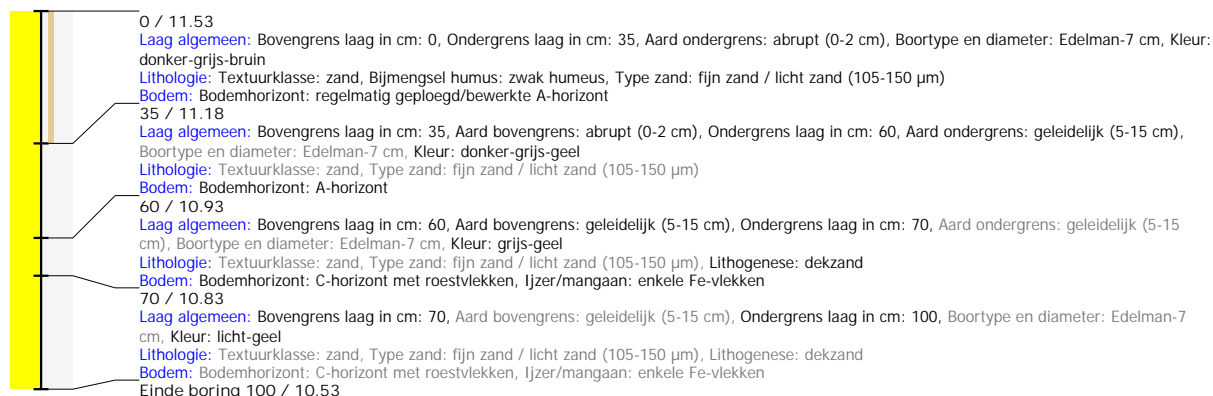 0 / 11.53
Laag algemeen: Bovengrens laag in cm: 0, Ondergrens laag in cm: 35, Aard ondergrens: abrupt (0-2 cm), Boortype en diameter: Edelman-7 cm, Kleur:
donker-grijs-bruin
Lithologie: Textuurklasse: zand, Bijmengsel humus: zwak humeus, Type zand: fijn zand / licht zand (105-150 µm)
Bodem: Bodemhorizont: regelmatig geploegd/bewerkte A-horizont
35 / 11.18
Laag algemeen: Bovengrens laag in cm: 35, Aard bovengrens: abrupt (0-2 cm), Ondergrens laag in cm: 60, Aard ondergrens: geleidelijk (5-15 cm),
Boortype en diameter: Edelman-7 cm, Kleur: donker-grijs-geel
Lithologie: Textuurklasse: zand, Type zand: fijn zand / licht zand (105-150 µm)
Bodem: Bodemhorizont: A-horizont
60 / 10.93
Laag algemeen: Bovengrens laag in cm: 60, Aard bovengrens: geleidelijk (5-15 cm), Ondergrens laag in cm: 70, Aard ondergrens: geleidelijk (5-15
cm), Boortype en diameter: Edelman-7 cm, Kleur: grijs-geel
Lithologie: Textuurklasse: zand, Type zand: fijn zand / licht zand (105-150 µm), Lithogenese: dekzand
Bodem: Bodemhorizont: C-horizont met roestvlekken, Ijzer/mangaan: enkele Fe-vlekken
70 / 10.83
Laag algemeen: Bovengrens laag in cm: 70, Aard bovengrens: geleidelijk (5-15 cm), Ondergrens laag in cm: 100, Boortype en diameter: Edelman-7
cm, Kleur: licht-geel
Lithologie: Textuurklasse: zand, Type zand: fijn zand / licht zand (105-150 µm), Lithogenese: dekzand
Bodem: Bodemhorizont: C-horizont met roestvlekken, Ijzer/mangaan: enkele Fe-vlekken
Einde boring 100 / 10.53